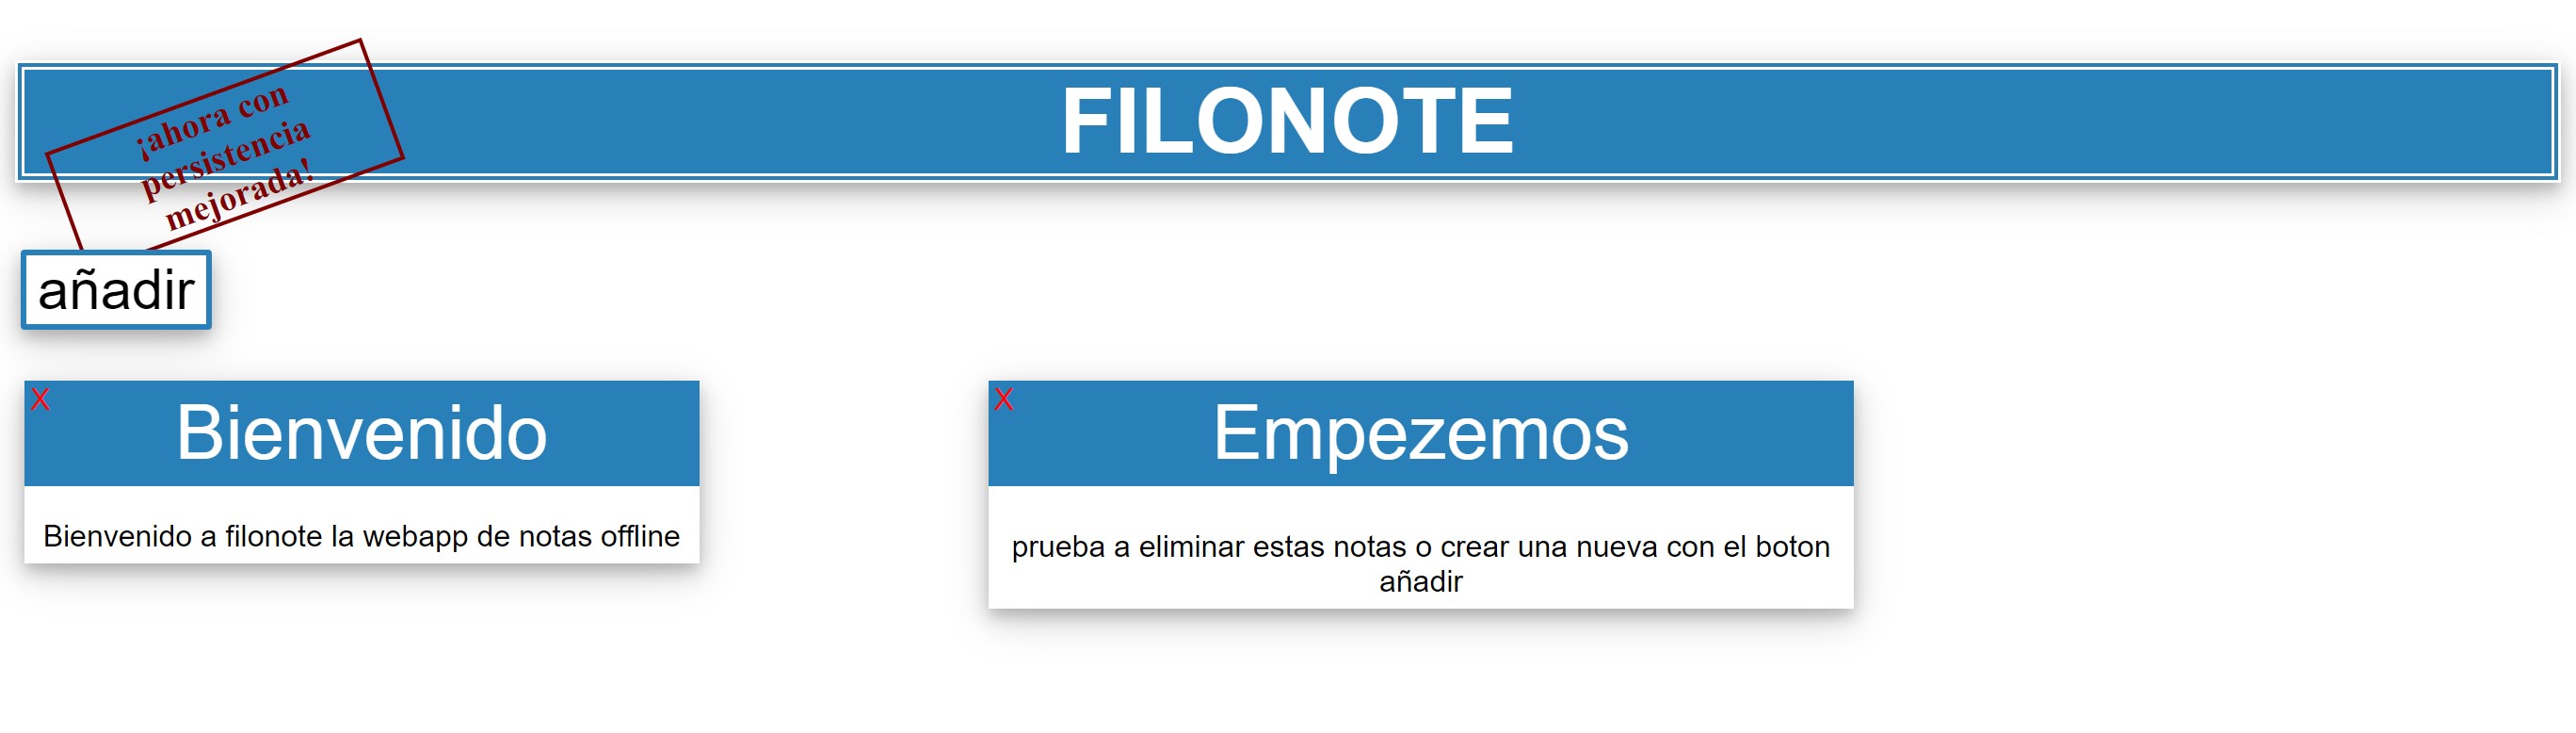 FILONOTE
¡ahora con
persistencia
mejorada!
añadir
X
Bienvenido
Bienvenido a filonote la webapp de notas offline
X
Empezemos
prueba a eliminar estas notas o crear una nueva con el boton
añadir